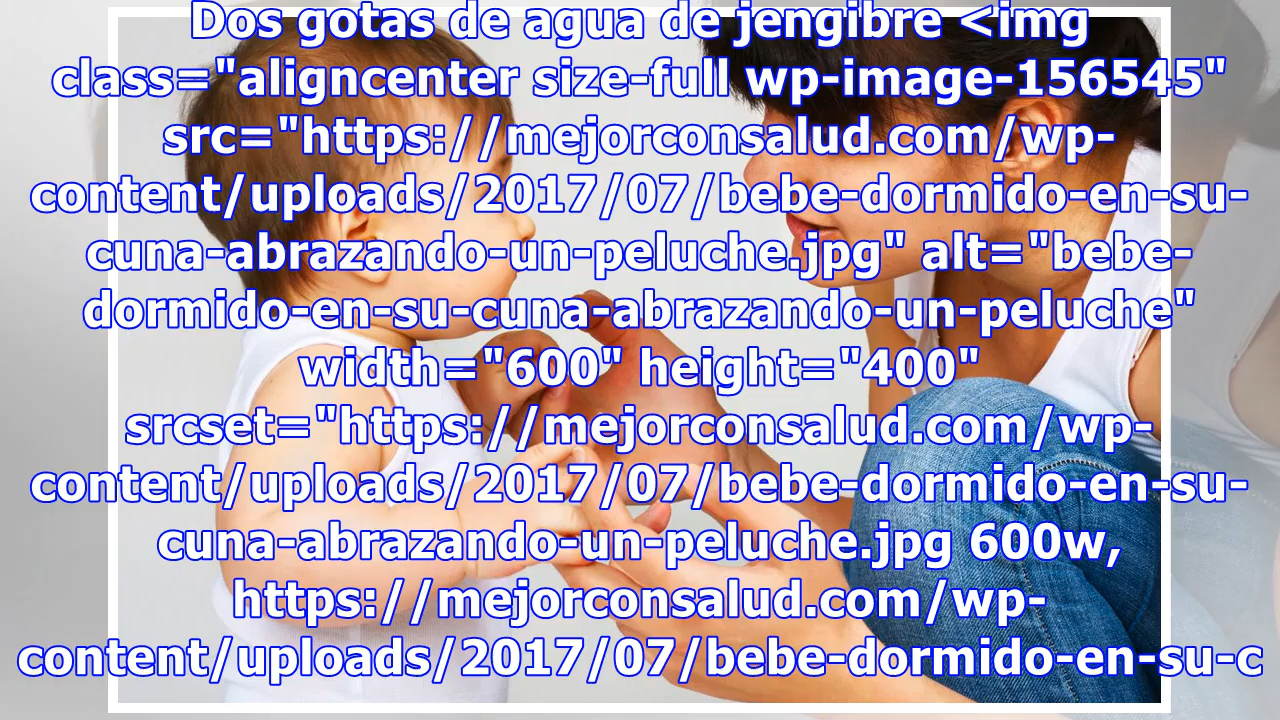 Dos gotas de agua de jengibre <img
class="aligncenter size-full wp-image-156545"
src="https://mejorconsalud.com/wp-
content/uploads/2017/07/bebe-dormido-en-su-
cuna-abrazando-un-peluche.jpg" alt="bebe-
dormido-en-su-cuna-abrazando-un-peluche"
width="600" height="400"
srcset="https://mejorconsalud.com/wp-
content/uploads/2017/07/bebe-dormido-en-su-
cuna-abrazando-un-peluche.jpg 600w,
https://mejorconsalud.com/wp-
content/uploads/2017/07/bebe-dormido-en-su-c